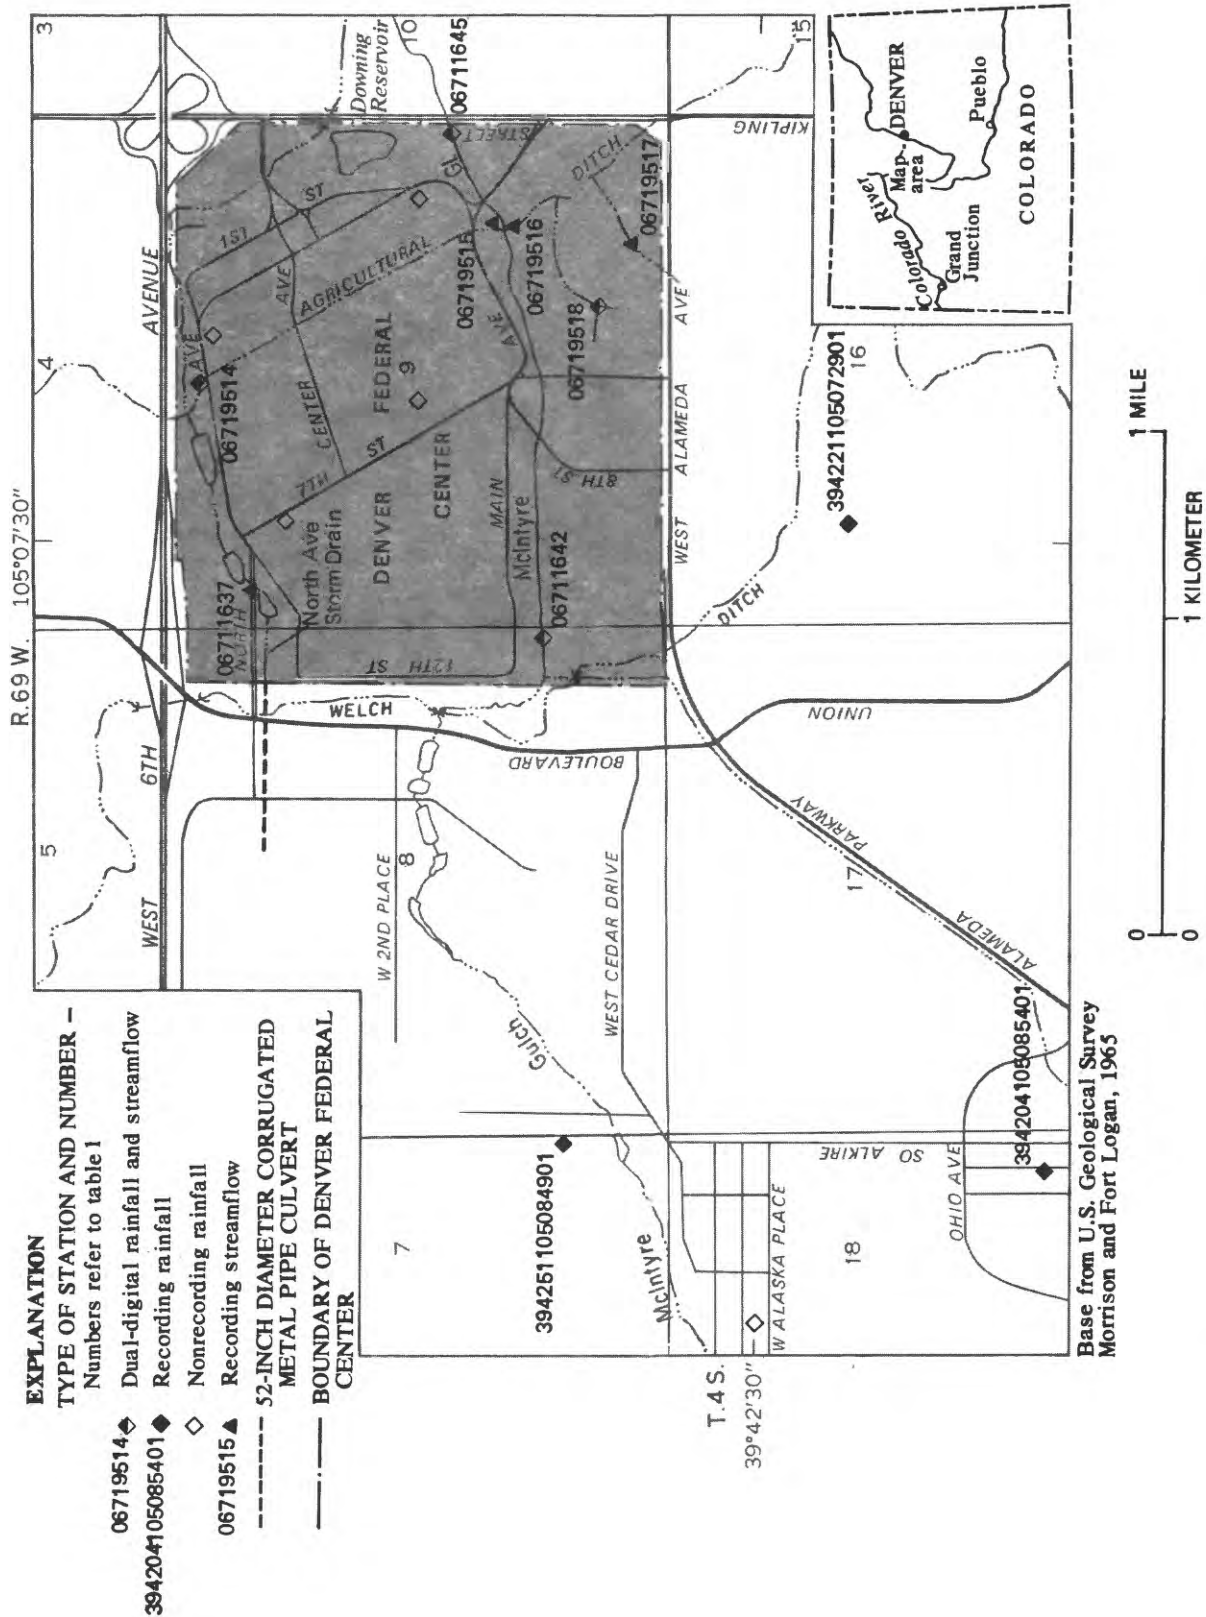 EXPLANATION
TYPE OF STATION AND NUMBER —
Numbers refer to table 1
06719514 Dual-digital rainfall and streamflow
394204105085401 Recording rainfall
Nonrecording rainfall
06719515 Recording streamflow
52-INCH DIAMETER CORRUGATED
METAL PIPE CULVERT
BOUNDARY OF DENVER FEDERAL
CENTER
R. 69 W. 105°07'30"
3
4
5
10
15
WEST
6TH
AVENUE
Downing
Reservoir
06711645
STREET
KIPLING
1ST
ST
AVE
AVE
AGRICULTURAL
CENTER
06719514
06711637
NORTH
North Ave
Storm Drain
7TH
ST
DENVER
FEDERAL
CENTER
9
GL
DITCH
06719515
06719516
06719517
06719518
AVE
MAIN
McIntyre
06711642
12TH ST
8TH ST
WEST
ALAMEDA
AVE
WELCH
BOULEVARD
UNION
DITCH
394221105072901
16
W 2ND PLACE
8
WEST CEDAR DRIVE
PARKWAY
17
ALAMEDA
Gulch
McIntyre
394251105084901
7
SO ALKIRE
W ALASKA PLACE
OHIO AVE
18
394204105085401
T. 4 S.
39°42'30"
Base from U.S. Geological Survey
Morrison and Fort Logan, 1965
0
1 MILE
0
1 KILOMETER
Colorado River
Map
area
DENVER
Pueblo
Grand
Junction
COLORADO